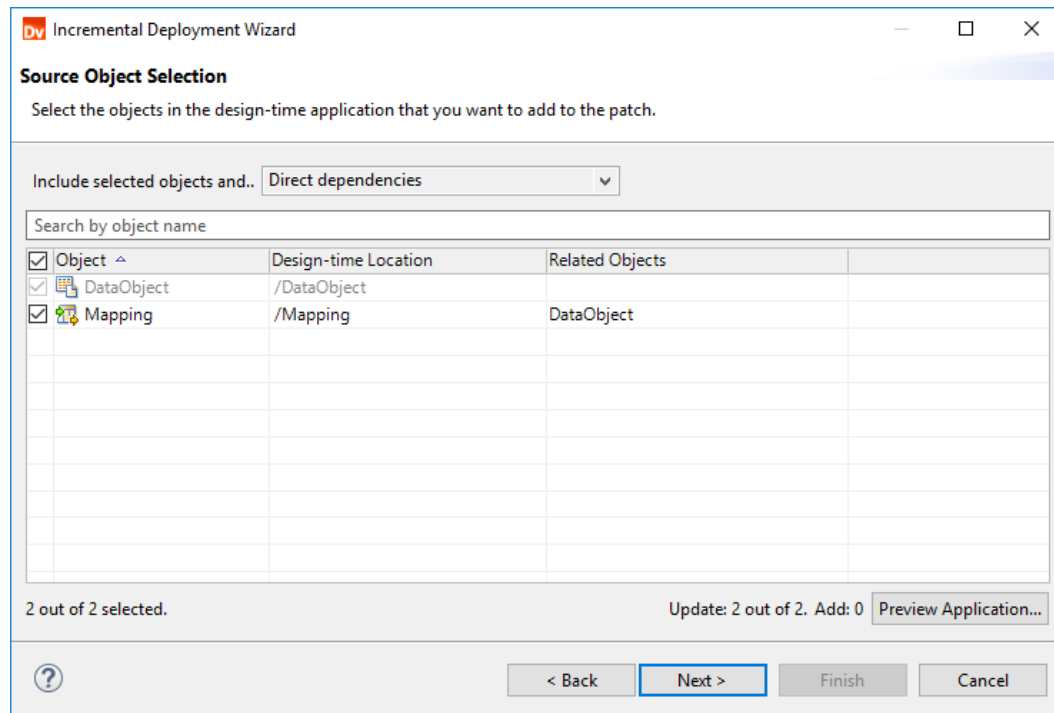 Dv Incremental Deployment Wizard
Source Object Selection
Select the objects in the design-time application that you want to add to the patch.
Include selected objects and.. Direct dependencies
Search by object name
Object Design-time Location Related Objects
DataObject /DataObject
Mapping /Mapping DataObject
2 out of 2 selected. Update: 2 out of 2. Add: 0 Preview Application...
? < Back Next > Finish Cancel